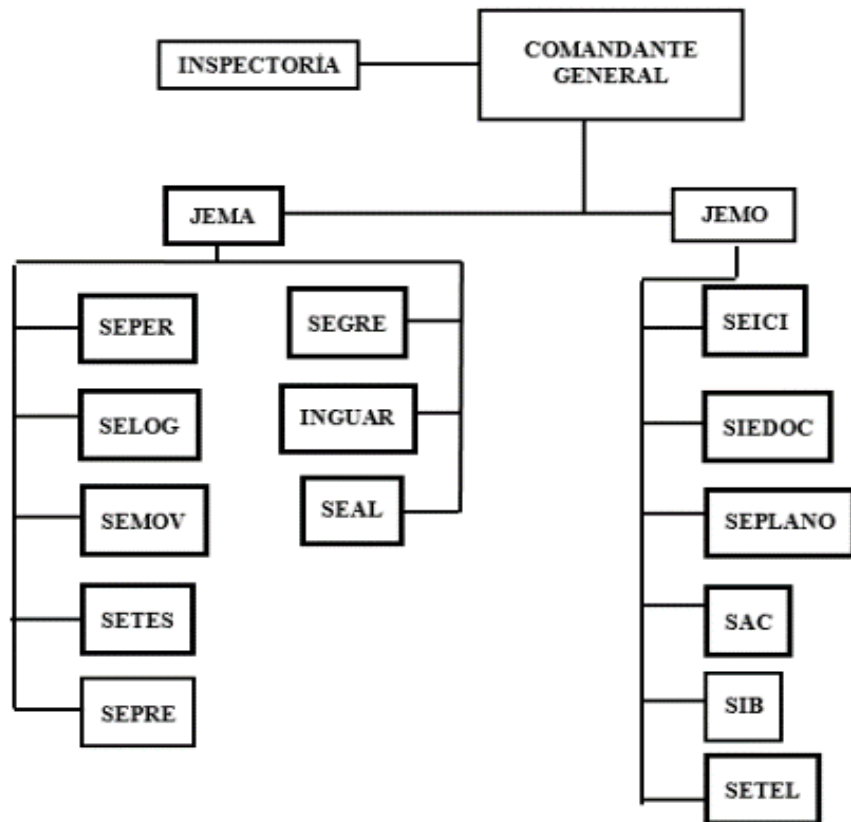 INSPECTORÍA
COMANDANTE
GENERAL
JEMA
JEMO
SEPER
SELOG
SEMOV
SETES
SEPRE
SEGRE
INGUAR
SEAL
SEICI
SIEDOC
SEPLANO
SAC
SIB
SETEL